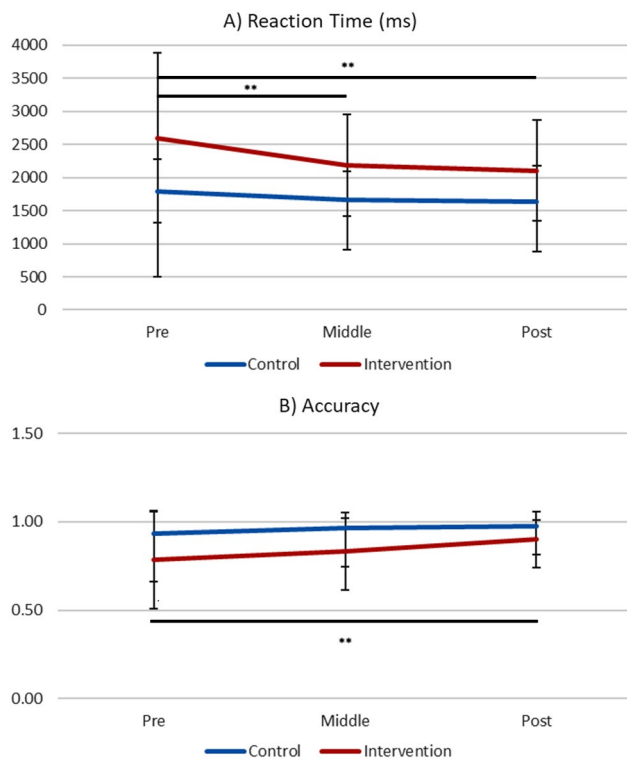 A) Reaction Time (ms)
4000
3500
3000
2500
2000
1500
1000
500
0
**
**
Pre Middle Post
Control Intervention
B) Accuracy
1.50
1.00
0.50
0.00
**
Pre Middle Post
Control Intervention